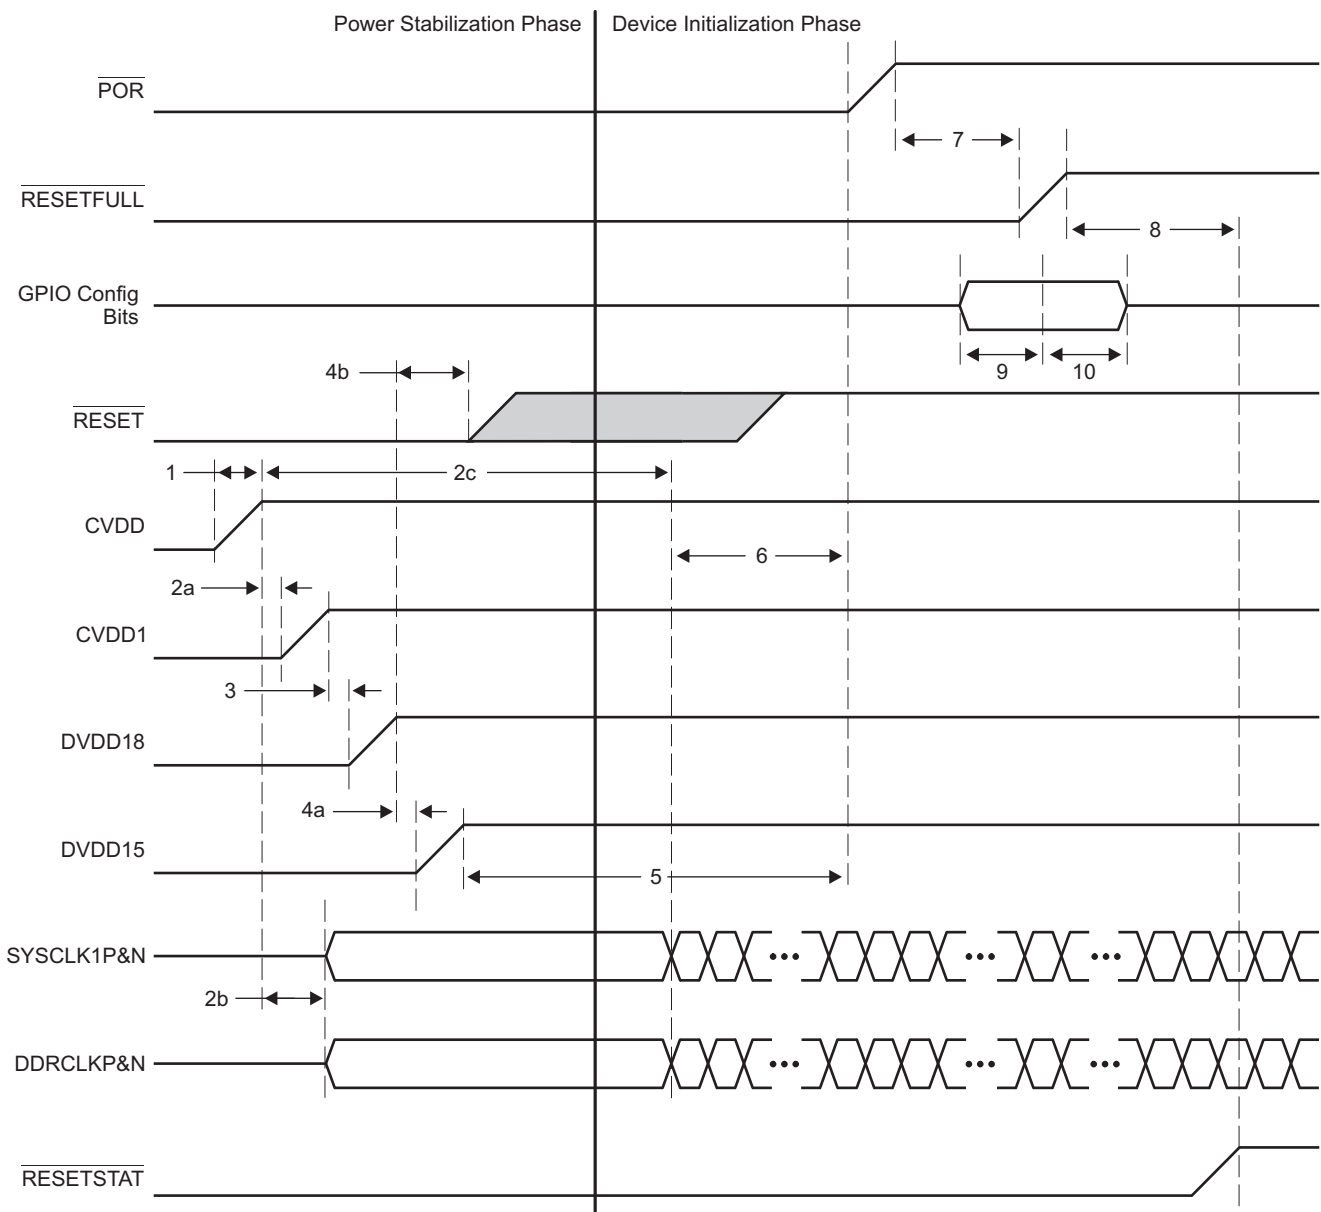 Power Stabilization Phase
Device Initialization Phase
POR
7
RESETFULL
8
GPIO Config
Bits
9
10
4b
RESET
1
2c
CVDD
6
2a
CVDD1
3
DVDD18
4a
DVDD15
5
SYSCLK1P&N
2b
DDRCLKP&N
RESETSTAT